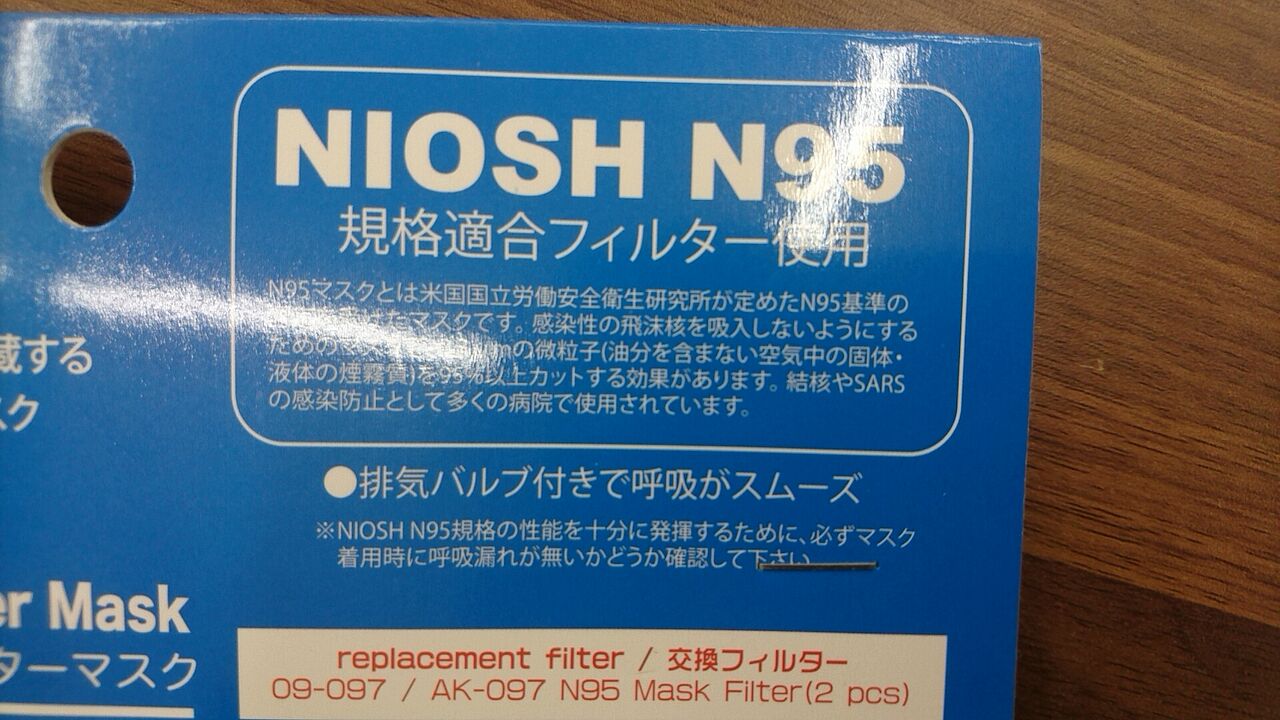 NIOSH N95
規格適合フィルター使用
N95マスクとは米国国立労働安全衛生研究所が定めたN95基準の
たマスクです。感染性の飛沫核を吸入しないようにする
ための
の微粒子(油分を含まない空気中の固体・
液体の煙霧質)を95%以上カットする効果があります。結核やSARS
の感染防止として多くの病院で使用されています。
●排気バルブ付きで呼吸がスムーズ
※NIOSH N95規格の性能を十分に発揮するために、必ずマスク
着用時に呼吸漏れが無いかどうか確認して下さい
蔵する
スク
er Mask
ターマスク
replacement filter / 交換フィルター
09-097 / AK-097 N95 Mask Filter(2 pcs)